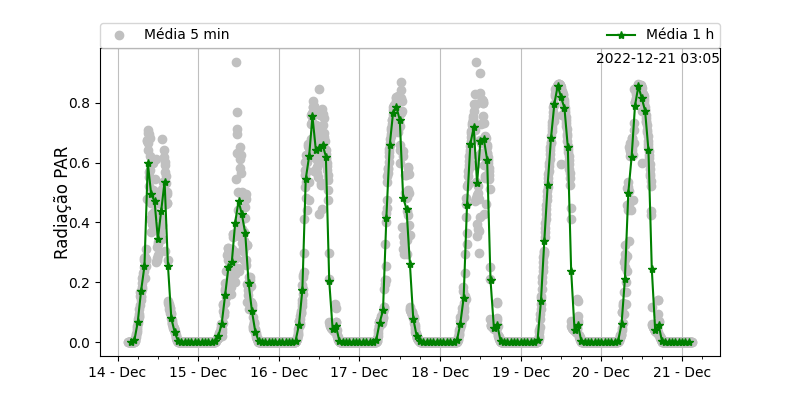 Média 5 min
Média 1 h
2022-12-21 03:05
Radiação PAR
0.8
0.6
0.4
0.2
0.0
14 - Dec
15 - Dec
16 - Dec
17 - Dec
18 - Dec
19 - Dec
20 - Dec
21 - Dec